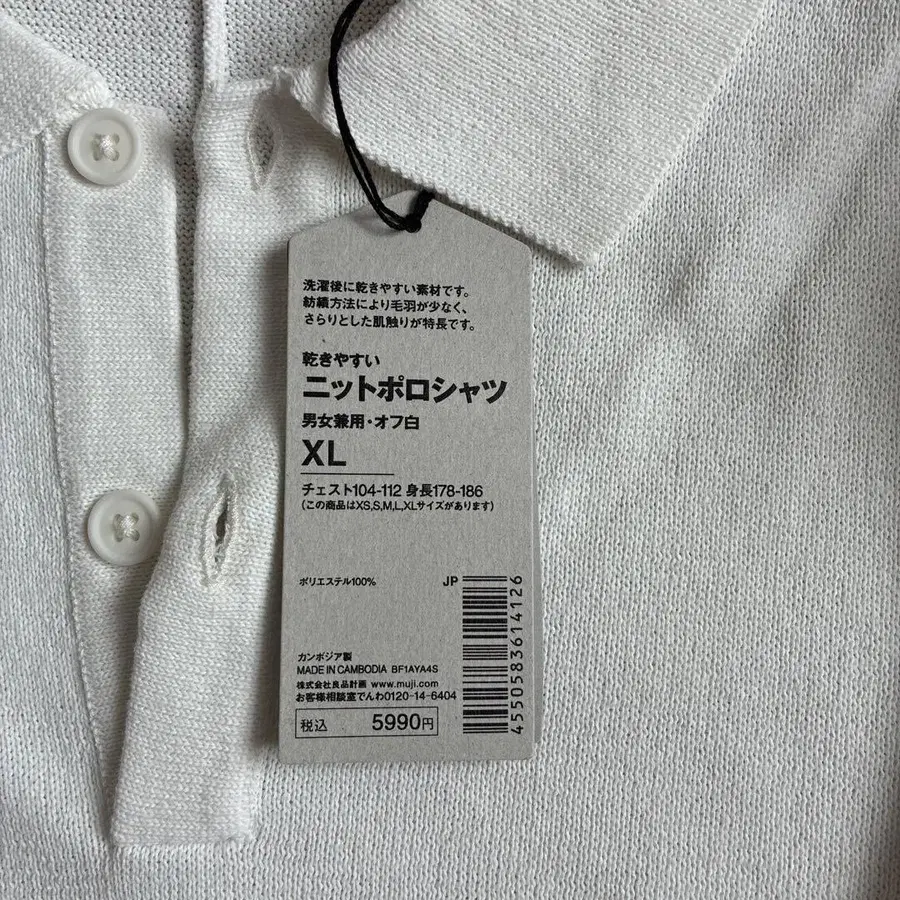 洗濯後に乾きやすい素材です。
紡績方法により毛羽が少なく、
さらりとした肌触りが特長です。
乾きやすい
ニットポロシャツ
男女兼用・オフ白
XL
チェスト104-112 身長178-186
(この商品はXS,S,M,L,XLサイズがあります)
ポリエステル100%
JP
4550583614126
カンボジア製
MADE IN CAMBODIA BF1AYA4S
株式会社良品計画 www.muji.com
お客様相談室でんわ0120-14-6404
税込 5990円